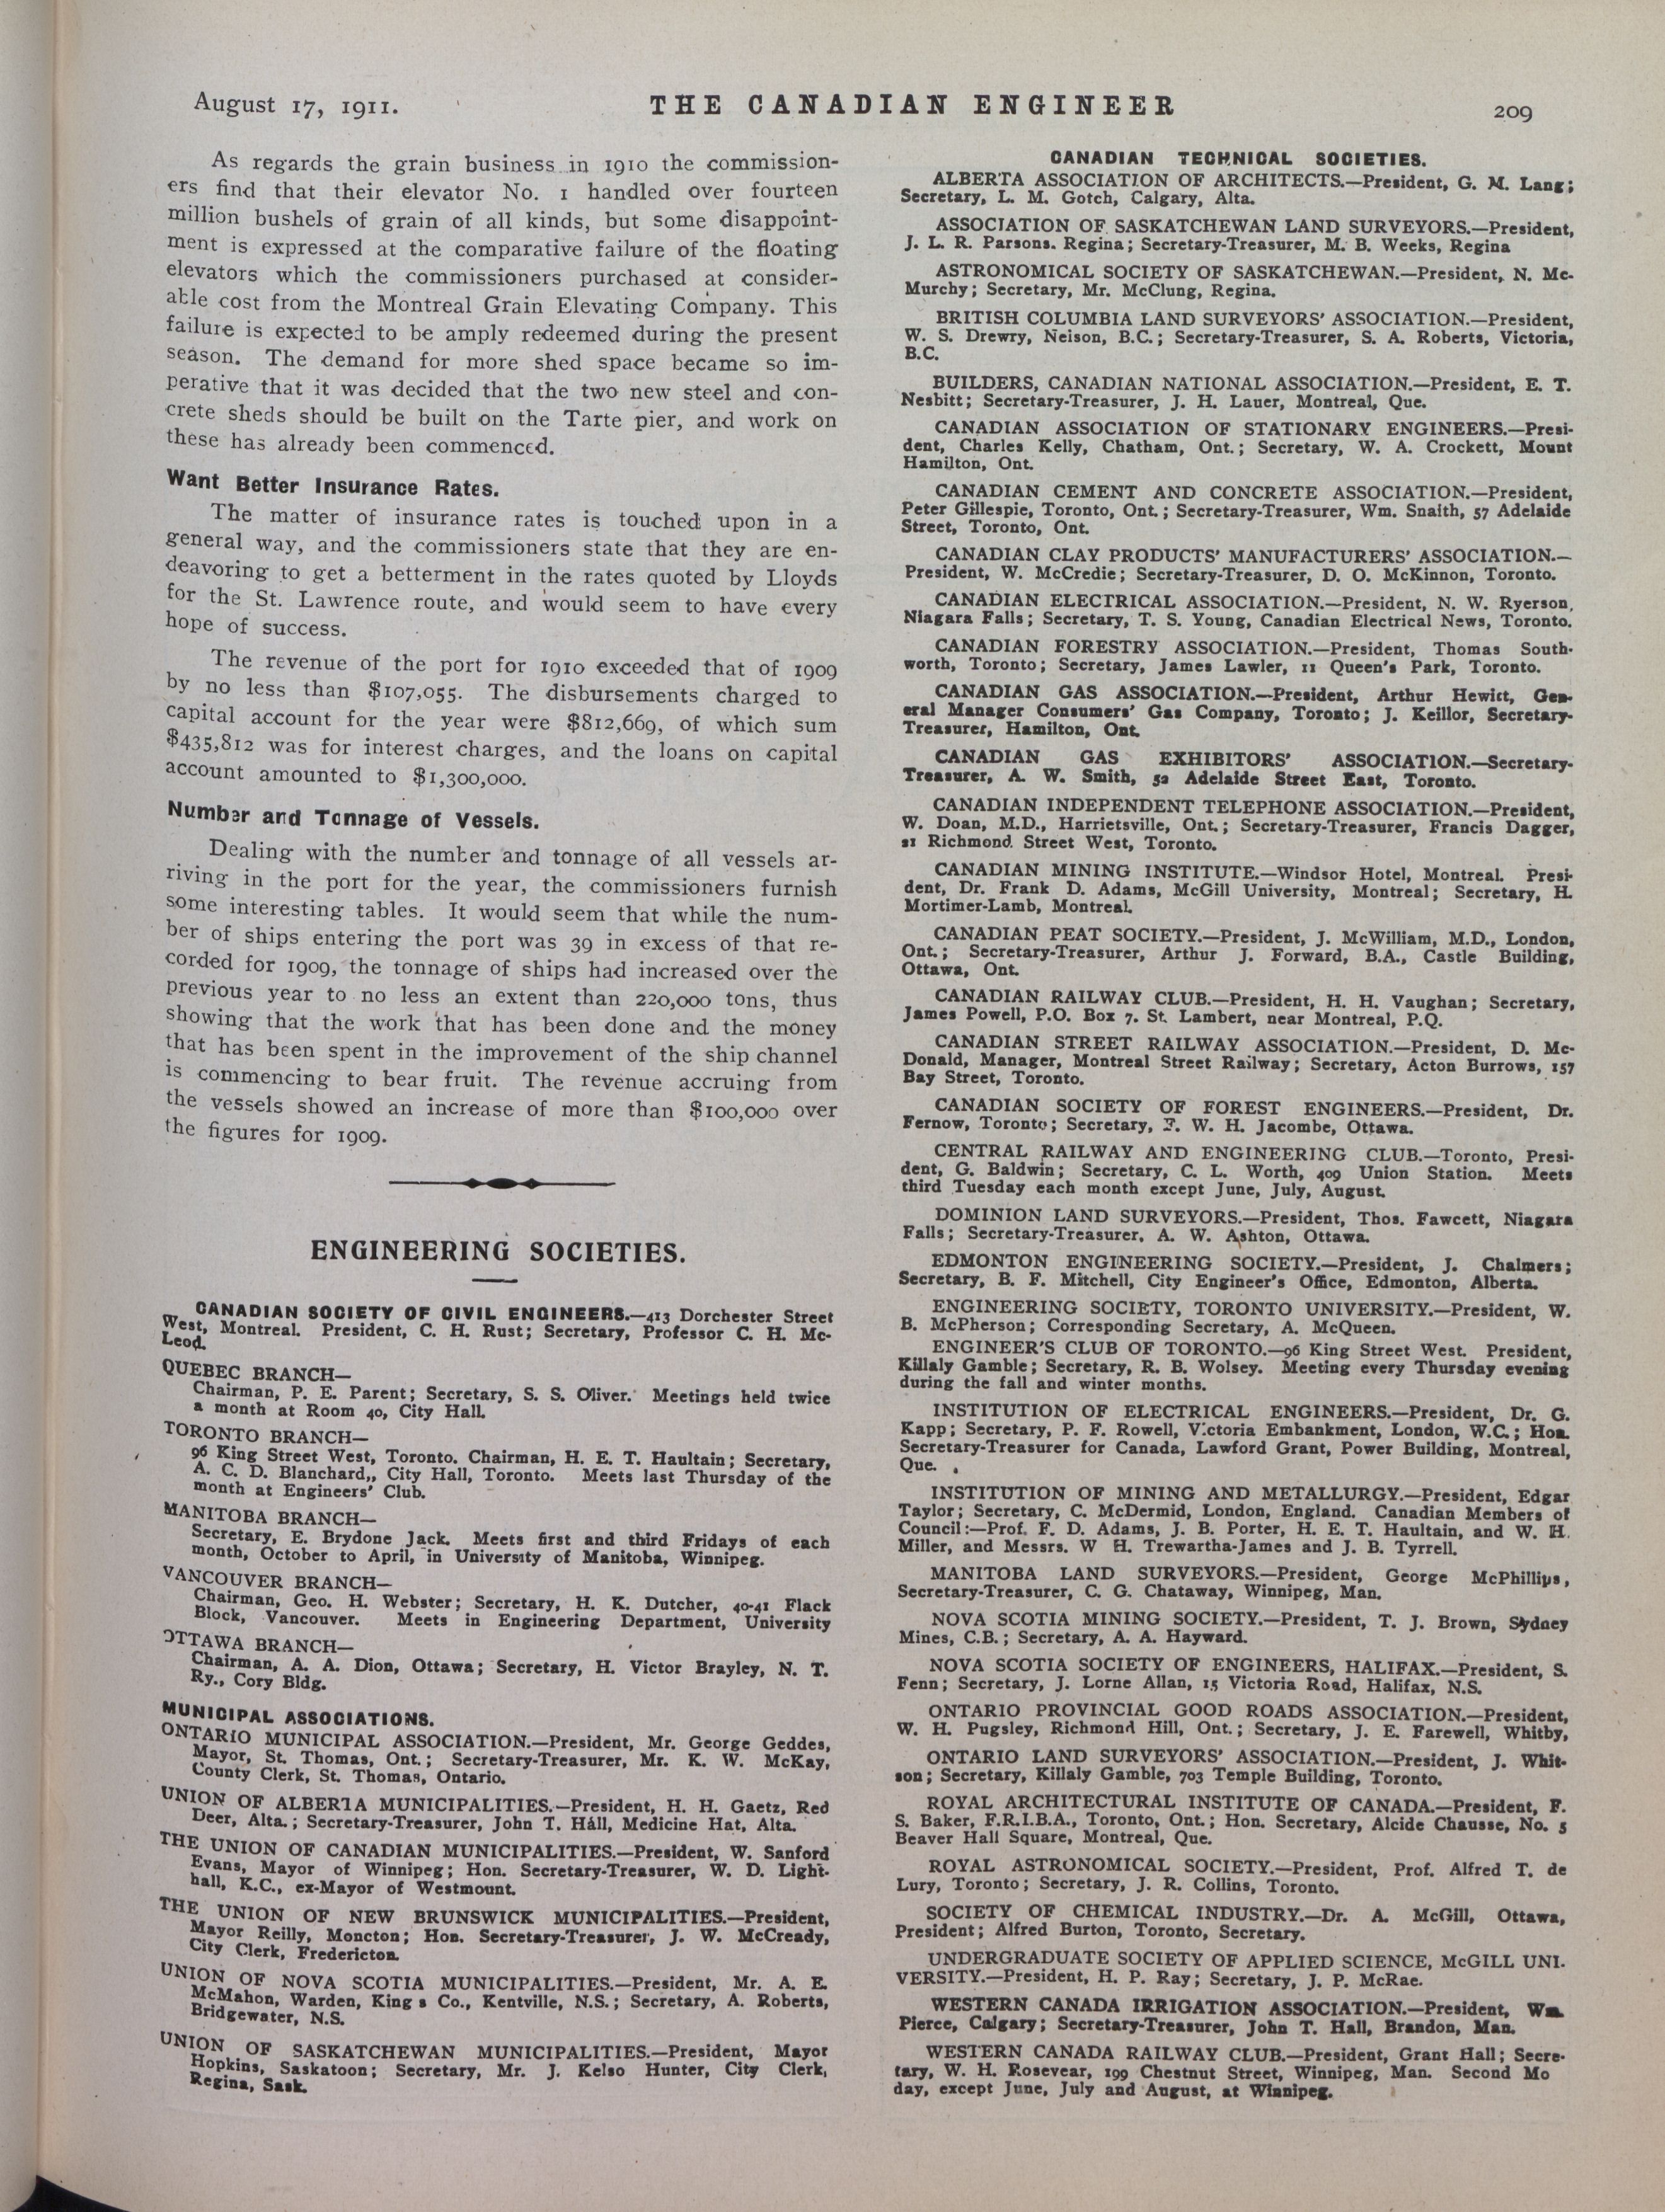 August 17, 1911.
THE CANADIAN ENGINEER
209
As regards the grain business in 1910 the commission-
ers find that their elevator No. 1 handled over fourteen
million bushels of grain of all kinds, but some disappoint-
ment is expressed at the comparative failure of the floating
elevators which the commissioners purchased at consider-
able cost from the Montreal Grain Elevating Company. This
failure is expected to be amply redeemed during the present
season. The demand for more shed space became so im-
perative that it was decided that the two new steel and con-
crete sheds should be built on the Tarte pier, and work on
these has already been commenced.
Want Better Insurance Rates.
The matter of insurance rates is touched upon in a
general way, and the commissioners state that they are en-
deavoring to get a betterment in the rates quoted by Lloyds
for the St. Lawrence route, and would seem to have every
hope of success.
The revenue of the port for 1910 exceeded that of 1909
by no less than $107,055. The disbursements charged to
capital account for the year were $812,669, of which sum
$435,812 was for interest charges, and the loans on capital
account amounted to $1,300,000.
Number and Tonnage of Vessels.
Dealing with the number and tonnage of all vessels ar-
riving in the port for the year, the commissioners furnish
some interesting tables. It would seem that while the num-
ber of ships entering the port was 39 in excess of that re-
corded for 1909, the tonnage of ships had increased over the
previous year to no less an extent than 220,000 tons, thus
showing that the work that has been done and the money
that has been spent in the improvement of the ship channel
is commencing to bear fruit. The revenue accruing from
the vessels showed an increase of more than $100,000 over
the figures for 1909.
ENGINEERING SOCIETIES.
CANADIAN SOCIETY OF CIVIL ENGINEERS.—413 Dorchester Street
West, Montreal. President, C. H. Rust; Secretary, Professor C. H. Mc-
Leod.
QUEBEC BRANCH—
Chairman, P. E. Parent; Secretary, S. S. Oliver. Meetings held twice
a month at Room 40, City Hall.
TORONTO BRANCH—
96 King Street West, Toronto. Chairman, H. E. T. Haultain; Secretary,
A. C. D. Blanchard,, City Hall, Toronto. Meets last Thursday of the
month at Engineers' Club.
MANITOBA BRANCH—
Secretary, E. Brydone Jack. Meets first and third Fridays of each
month, October to April, in University of Manitoba, Winnipeg.
VANCOUVER BRANCH—
Chairman, Geo. H. Webster; Secretary, H. K. Dutcher, 40-41 Flack
Block, Vancouver. Meets in Engineering Department, University
OTTAWA BRANCH—
Chairman, A. A. Dion, Ottawa; Secretary, H. Victor Brayley, N. T.
Ry., Cory Bldg.
MUNICIPAL ASSOCIATIONS.
ONTARIO MUNICIPAL ASSOCIATION.—President, Mr. George Geddes,
Mayor, St. Thomas, Ont.; Secretary-Treasurer, Mr. K. W. McKay,
County Clerk, St. Thomas, Ontario.
UNION OF ALBERTA MUNICIPALITIES.—President, H. H. Gaetz, Red
Deer, Alta.; Secretary-Treasurer, John T. Hall, Medicine Hat, Alta.
THE UNION OF CANADIAN MUNICIPALITIES.—President, W. Sanford
Evans, Mayor of Winnipeg; Hon. Secretary-Treasurer, W. D. Light-
hall, K.C., ex-Mayor of Westmount.
THE UNION OF NEW BRUNSWICK MUNICIPALITIES.—President,
Mayor Reilly, Moncton; Hon. Secretary-Treasurer, J. W. McCready,
City Clerk, Fredericton.
UNION OF NOVA SCOTIA MUNICIPALITIES.—President, Mr. A. E.
McMahon, Warden, King s Co., Kentville, N.S.; Secretary, A. Roberts,
Bridgewater, N.S.
UNION OF SASKATCHEWAN MUNICIPALITIES.—President, Mayor
Hopkins, Saskatoon; Secretary, Mr. J. Kelso Hunter, City Clerk,
Regina, Sask.
CANADIAN TECHNICAL SOCIETIES.
ALBERTA ASSOCIATION OF ARCHITECTS.—President, G. M. Lang;
Secretary, L. M. Gotch, Calgary, Alta.
ASSOCIATION OF SASKATCHEWAN LAND SURVEYORS.—President,
J. L. R. Parsons. Regina; Secretary-Treasurer, M. B. Weeks, Regina
ASTRONOMICAL SOCIETY OF SASKATCHEWAN.—President, N. Mc-
Murchy; Secretary, Mr. McClung, Regina.
BRITISH COLUMBIA LAND SURVEYORS' ASSOCIATION.—President,
W. S. Drewry, Nelson, B.C.; Secretary-Treasurer, S. A. Roberts, Victoria,
B.C.
BUILDERS, CANADIAN NATIONAL ASSOCIATION.—President, E. T.
Nesbitt; Secretary-Treasurer, J. H. Lauer, Montreal, Que.
CANADIAN ASSOCIATION OF STATIONARY ENGINEERS.—Presi-
dent, Charles Kelly, Chatham, Ont.; Secretary, W. A. Crockett, Mount
Hamilton, Ont.
CANADIAN CEMENT AND CONCRETE ASSOCIATION.—President,
Peter Gillespie, Toronto, Ont.; Secretary-Treasurer, Wm. Snaith, 57 Adelaide
Street, Toronto, Ont.
CANADIAN CLAY PRODUCTS' MANUFACTURERS' ASSOCIATION.—
President, W. McCredie; Secretary-Treasurer, D. O. McKinnon, Toronto.
CANADIAN ELECTRICAL ASSOCIATION.—President, N. W. Ryerson,
Niagara Falls; Secretary, T. S. Young, Canadian Electrical News, Toronto.
CANADIAN FORESTRY ASSOCIATION.—President, Thomas South-
worth, Toronto; Secretary, James Lawler, 11 Queen's Park, Toronto.
CANADIAN GAS ASSOCIATION.—President, Arthur Hewitt, Gen-
eral Manager Consumers' Gas Company, Toronto; J. Keillor, Secretary-
Treasurer, Hamilton, Ont.
CANADIAN GAS EXHIBITORS' ASSOCIATION.—Secretary-
Treasurer, A. W. Smith, 52 Adelaide Street East, Toronto.
CANADIAN INDEPENDENT TELEPHONE ASSOCIATION.—President,
W. Doan, M.D., Harrietsville, Ont.; Secretary-Treasurer, Francis Dagger,
21 Richmond Street West, Toronto.
CANADIAN MINING INSTITUTE.—Windsor Hotel, Montreal. Presi-
dent, Dr. Frank D. Adams, McGill University, Montreal; Secretary, H.
Mortimer-Lamb, Montreal.
CANADIAN PEAT SOCIETY.—President, J. McWilliam, M.D., London,
Ont.; Secretary-Treasurer, Arthur J. Forward, B.A., Castle Building,
Ottawa, Ont.
CANADIAN RAILWAY CLUB.—President, H. H. Vaughan; Secretary,
James Powell, P.O. Box 7. St. Lambert, near Montreal, P.Q.
CANADIAN STREET RAILWAY ASSOCIATION.—President, D. Mc-
Donald, Manager, Montreal Street Railway; Secretary, Acton Burrows, 157
Bay Street, Toronto.
CANADIAN SOCIETY OF FOREST ENGINEERS.—President, Dr.
Fernow, Toronto; Secretary, F. W. H. Jacombe, Ottawa.
CENTRAL RAILWAY AND ENGINEERING CLUB.—Toronto, Presi-
dent, G. Baldwin; Secretary, C. L. Worth, 409 Union Station. Meets
third Tuesday each month except June, July, August.
DOMINION LAND SURVEYORS.—President, Thos. Fawcett, Niagara
Falls; Secretary-Treasurer, A. W. Ashton, Ottawa.
EDMONTON ENGINEERING SOCIETY.—President, J. Chalmers;
Secretary, B. F. Mitchell, City Engineer's Office, Edmonton, Alberta.
ENGINEERING SOCIETY, TORONTO UNIVERSITY.—President, W.
B. McPherson; Corresponding Secretary, A. McQueen.
ENGINEER'S CLUB OF TORONTO.—96 King Street West. President,
Killaly Gamble; Secretary, R. B. Wolsey. Meeting every Thursday evening
during the fall and winter months.
INSTITUTION OF ELECTRICAL ENGINEERS.—President, Dr. G.
Kapp; Secretary, P. F. Rowell, Victoria Embankment, London, W.C.; Hon.
Secretary-Treasurer for Canada, Lawford Grant, Power Building, Montreal,
Que.
INSTITUTION OF MINING AND METALLURGY.—President, Edgar
Taylor; Secretary, C. McDermid, London, England. Canadian Members of
Council:—Prof. F. D. Adams, J. B. Porter, H. E. T. Haultain, and W. H.
Miller, and Messrs. W H. Trewartha-James and J. B. Tyrrell.
MANITOBA LAND SURVEYORS.—President, George McPhillips,
Secretary-Treasurer, C. G. Chataway, Winnipeg, Man.
NOVA SCOTIA MINING SOCIETY.—President, T. J. Brown, Sydney
Mines, C.B.; Secretary, A. A. Hayward.
NOVA SCOTIA SOCIETY OF ENGINEERS, HALIFAX.—President, S.
Fenn; Secretary, J. Lorne Allan, 15 Victoria Road, Halifax, N.S.
ONTARIO PROVINCIAL GOOD ROADS ASSOCIATION.—President,
W. H. Pugsley, Richmond Hill, Ont.; Secretary, J. E. Farewell, Whitby,
ONTARIO LAND SURVEYORS' ASSOCIATION.—President, J. Whit-
son; Secretary, Killaly Gamble, 703 Temple Building, Toronto.
ROYAL ARCHITECTURAL INSTITUTE OF CANADA.—President, F.
S. Baker, F.R.I.B.A., Toronto, Ont.; Hon. Secretary, Alcide Chausse, No. 5
Beaver Hall Square, Montreal, Que.
ROYAL ASTRONOMICAL SOCIETY.—President, Prof. Alfred T. de
Lury, Toronto; Secretary, J. R. Collins, Toronto.
SOCIETY OF CHEMICAL INDUSTRY.—Dr. A. McGill, Ottawa,
President; Alfred Burton, Toronto, Secretary.
UNDERGRADUATE SOCIETY OF APPLIED SCIENCE, McGILL UNI-
VERSITY.—President, H. P. Ray; Secretary, J. P. McRae.
WESTERN CANADA IRRIGATION ASSOCIATION.—President, Wm.
Pierce, Calgary; Secretary-Treasurer, John T. Hall, Brandon, Man.
WESTERN CANADA RAILWAY CLUB.—President, Grant Hall; Secre-
tary, W. H. Rosevear, 199 Chestnut Street, Winnipeg, Man. Second Mo
day, except June, July and August, at Winnipeg.